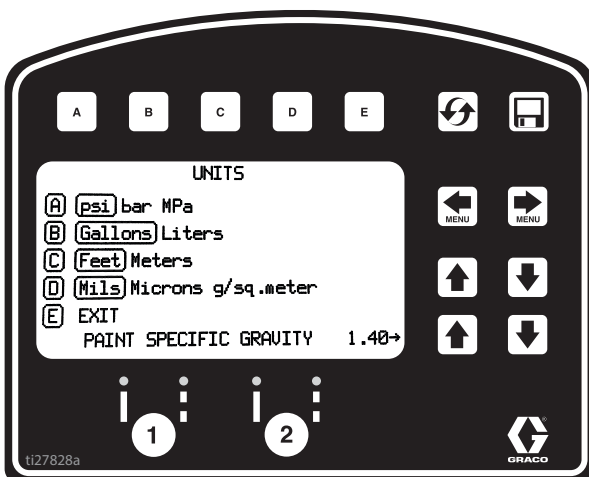 A B C D E
UNITS
A psi bar MPa
B Gallons Liters
C Feet Meters
D Mils Microns g/sq.meter
E EXIT
PAINT SPECIFIC GRAVITY 1.40→
MENU MENU
1 2
ti27828a
GRACO